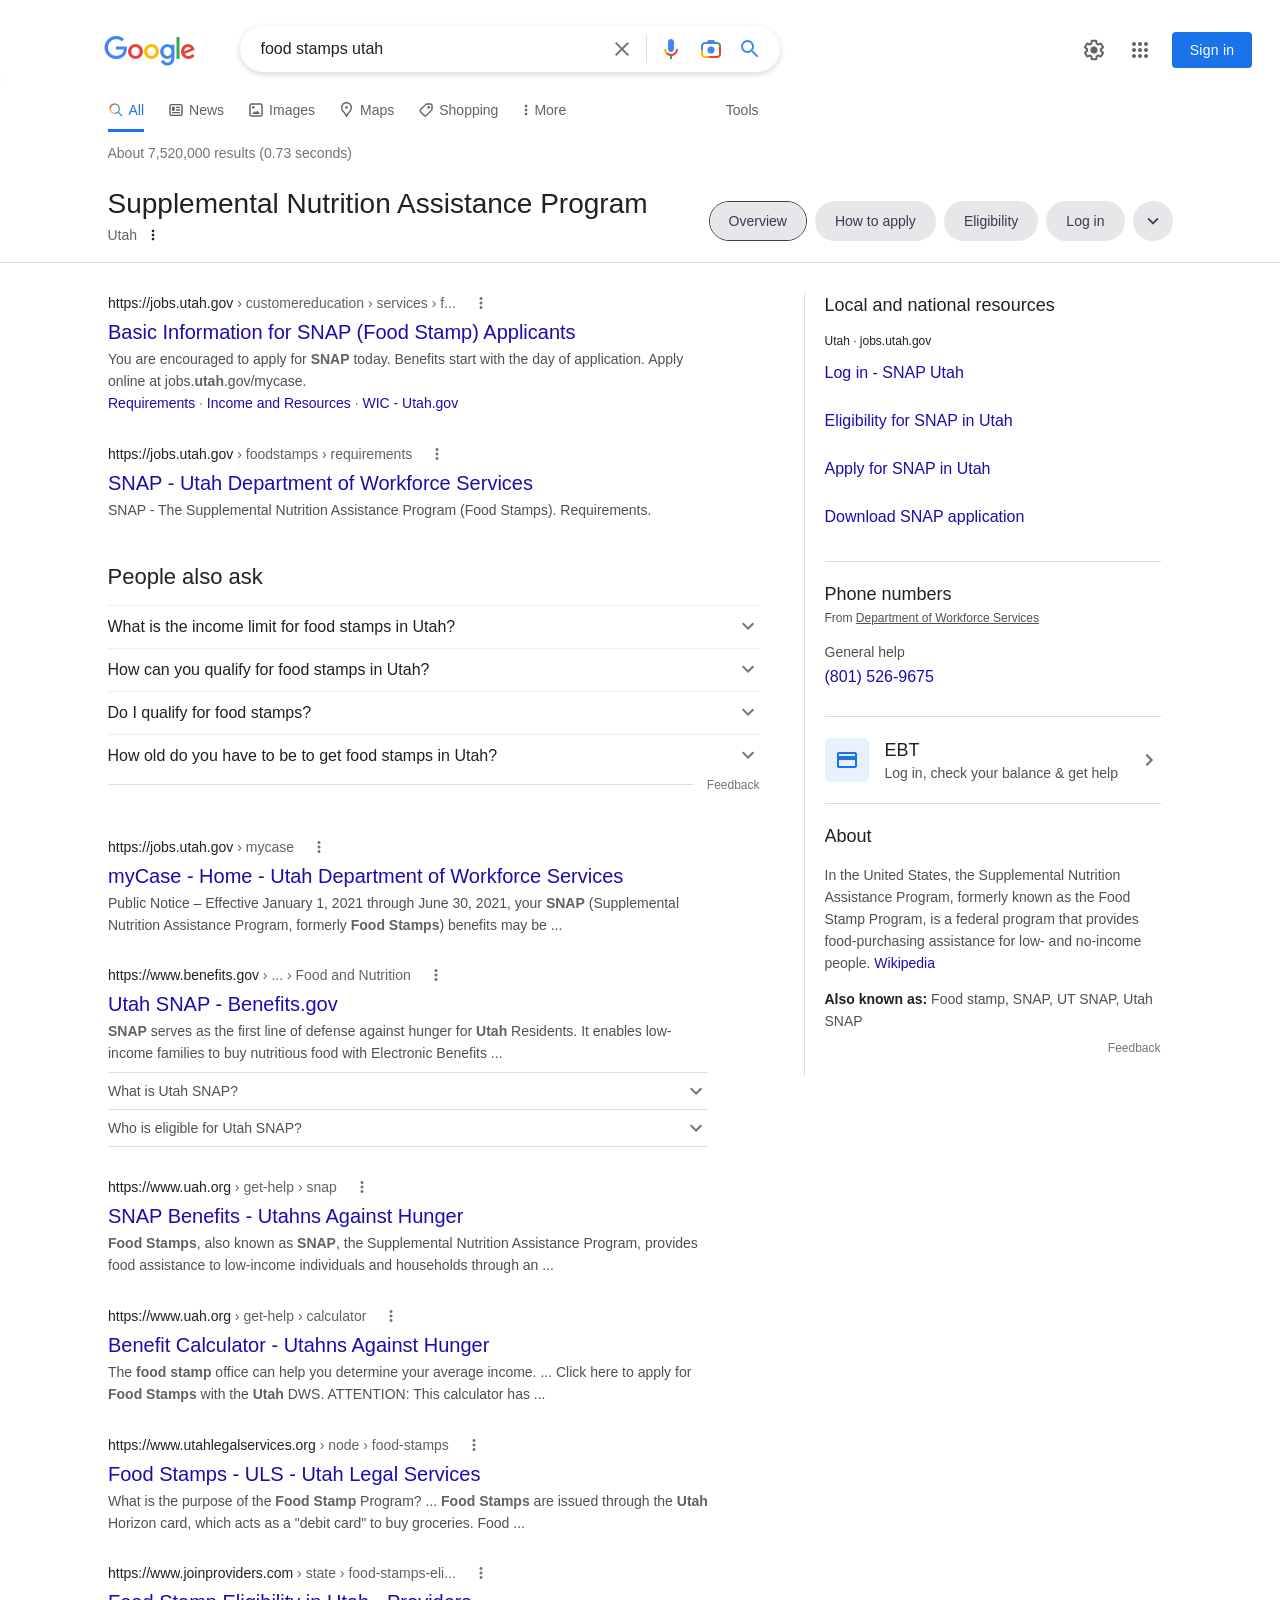 Google
food stamps utah
Sign in
All
News
Images
Maps
Shopping
More
Tools
About 7,520,000 results (0.73 seconds)
Supplemental Nutrition Assistance Program
Utah
Overview
How to apply
Eligibility
Log in
https://jobs.utah.gov › customereducation › services › f...
Basic Information for SNAP (Food Stamp) Applicants
You are encouraged to apply for SNAP today. Benefits start with the day of application. Apply
online at jobs.utah.gov/mycase.
Requirements · Income and Resources · WIC - Utah.gov
https://jobs.utah.gov › foodstamps › requirements
SNAP - Utah Department of Workforce Services
SNAP - The Supplemental Nutrition Assistance Program (Food Stamps). Requirements.
People also ask
What is the income limit for food stamps in Utah?
How can you qualify for food stamps in Utah?
Do I qualify for food stamps?
How old do you have to be to get food stamps in Utah?
Feedback
https://jobs.utah.gov › mycase
myCase - Home - Utah Department of Workforce Services
Public Notice – Effective January 1, 2021 through June 30, 2021, your SNAP (Supplemental
Nutrition Assistance Program, formerly Food Stamps) benefits may be ...
https://www.benefits.gov › ... › Food and Nutrition
Utah SNAP - Benefits.gov
SNAP serves as the first line of defense against hunger for Utah Residents. It enables low-
income families to buy nutritious food with Electronic Benefits ...
What is Utah SNAP?
Who is eligible for Utah SNAP?
https://www.uah.org › get-help › snap
SNAP Benefits - Utahns Against Hunger
Food Stamps, also known as SNAP, the Supplemental Nutrition Assistance Program, provides
food assistance to low-income individuals and households through an ...
https://www.uah.org › get-help › calculator
Benefit Calculator - Utahns Against Hunger
The food stamp office can help you determine your average income. ... Click here to apply for
Food Stamps with the Utah DWS. ATTENTION: This calculator has ...
https://www.utahlegalservices.org › node › food-stamps
Food Stamps - ULS - Utah Legal Services
What is the purpose of the Food Stamp Program? ... Food Stamps are issued through the Utah
Horizon card, which acts as a "debit card" to buy groceries. Food ...
https://www.joinproviders.com › state › food-stamps-eli...
Food Stamp Eligibility in Utah - Providers
Local and national resources
Utah · jobs.utah.gov
Log in - SNAP Utah
Eligibility for SNAP in Utah
Apply for SNAP in Utah
Download SNAP application
Phone numbers
From Department of Workforce Services
General help
(801) 526-9675
EBT
Log in, check your balance & get help
About
In the United States, the Supplemental Nutrition
Assistance Program, formerly known as the Food
Stamp Program, is a federal program that provides
food-purchasing assistance for low- and no-income
people. Wikipedia
Also known as: Food stamp, SNAP, UT SNAP, Utah
SNAP
Feedback